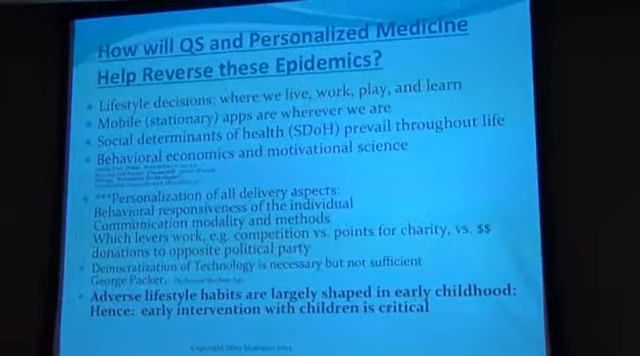 How will QS and Personalized Medicine
Help Reverse these Epidemics?
Lifestyle decisions: where we live, work, play, and learn
Mobile (stationary) apps are wherever we are
Social determinants of health (SDoH) prevail throughout life
Behavioral economics and motivational science
***Personalization of all delivery aspects:
Behavioral responsiveness of the individual
Communication modality and methods
Which levers work, e.g. competition vs. points for charity, vs. $$
donations to opposite political party
Democratization of Technology is necessary but not sufficient
George Packer,
Adverse lifestyle habits are largely shaped in early childhood:
Hence: early intervention with children is critical
Copyright